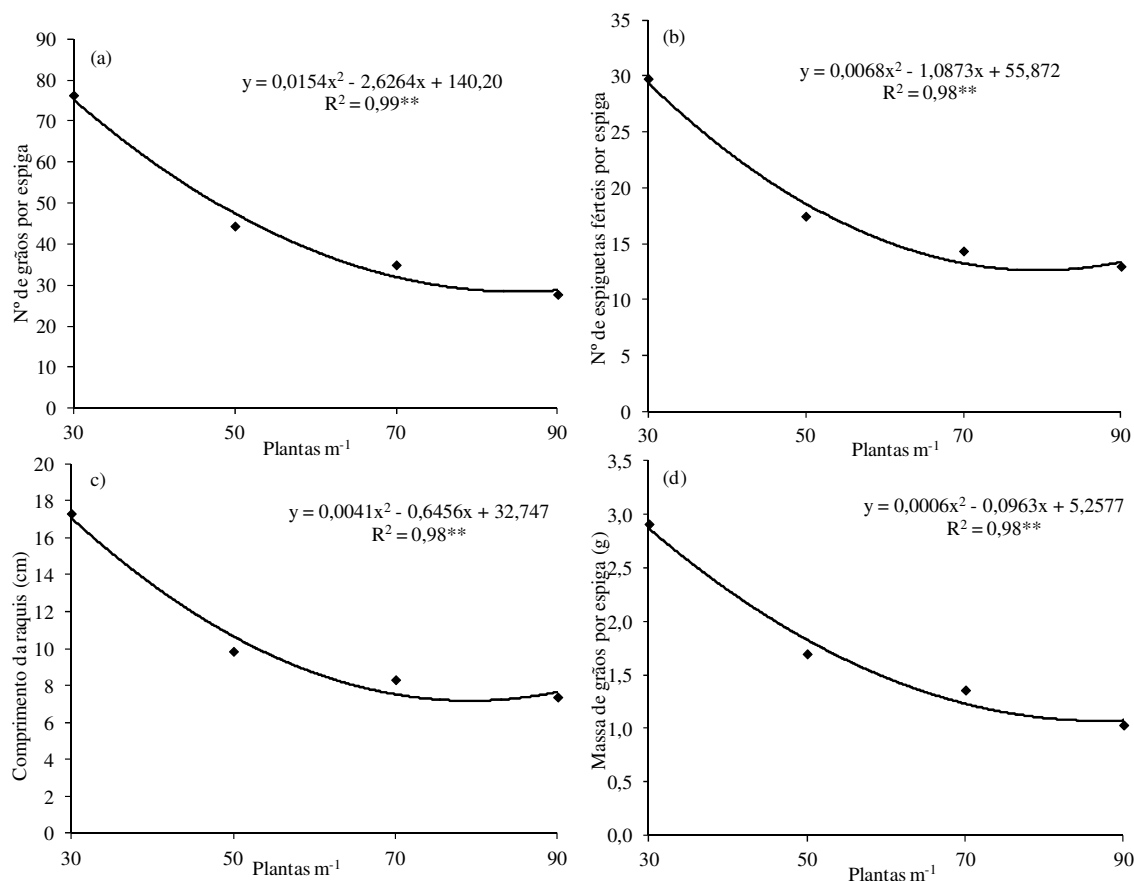 (a)
y = 0,0154x² - 2,6264x + 140,20
R² = 0,99**
Nº de grãos por espiga
90
80
70
60
50
40
30
20
10
0
30 50 70 90
Plantas m⁻¹
(b)
y = 0,0068x² - 1,0873x + 55,872
R² = 0,98**
Nº de espiguetas férteis por espiga
35
30
25
20
15
10
5
0
30 50 70 90
Plantas m⁻¹
c)
y = 0,0041x² - 0,6456x + 32,747
R² = 0,98**
Comprimento da raquis (cm)
20
18
16
14
12
10
8
6
4
2
0
30 50 70 90
Plantas m⁻¹
(d)
y = 0,0006x² - 0,0963x + 5,2577
R² = 0,98**
Massa de grãos por espiga (g)
3,5
3,0
2,5
2,0
1,5
1,0
0,5
0,0
30 50 70 90
Plantas m⁻¹